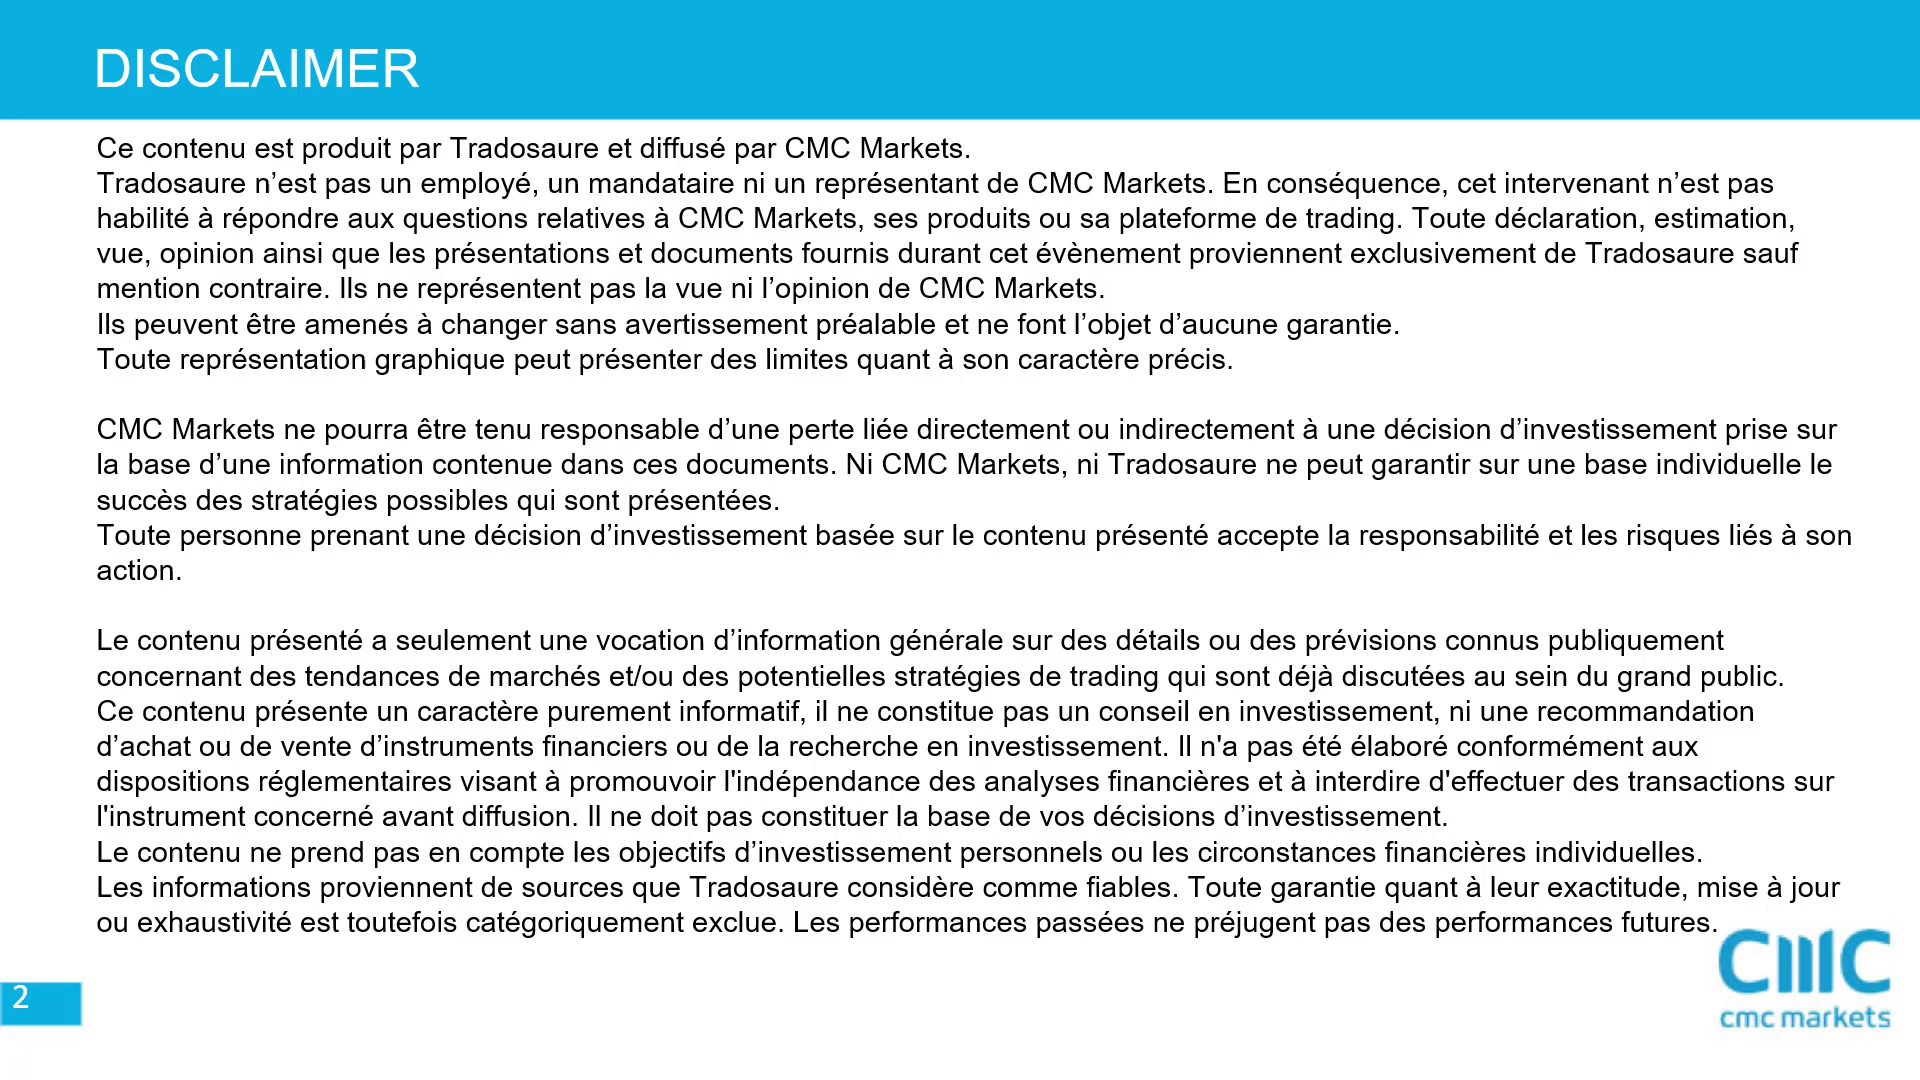 DISCLAIMER
Ce contenu est produit par Tradosaure et diffusé par CMC Markets.
Tradosaure n’est pas un employé, un mandataire ni un représentant de CMC Markets. En conséquence, cet intervenant n’est pas
habilité à répondre aux questions relatives à CMC Markets, ses produits ou sa plateforme de trading. Toute déclaration, estimation,
vue, opinion ainsi que les présentations et documents fournis durant cet évènement proviennent exclusivement de Tradosaure sauf
mention contraire. Ils ne représentent pas la vue ni l’opinion de CMC Markets.
Ils peuvent être amenés à changer sans avertissement préalable et ne font l’objet d’aucune garantie.
Toute représentation graphique peut présenter des limites quant à son caractère précis.
CMC Markets ne pourra être tenu responsable d’une perte liée directement ou indirectement à une décision d’investissement prise sur
la base d’une information contenue dans ces documents. Ni CMC Markets, ni Tradosaure ne peut garantir sur une base individuelle le
succès des stratégies possibles qui sont présentées.
Toute personne prenant une décision d’investissement basée sur le contenu présenté accepte la responsabilité et les risques liés à son
action.
Le contenu présenté a seulement une vocation d’information générale sur des détails ou des prévisions connus publiquement
concernant des tendances de marchés et/ou des potentielles stratégies de trading qui sont déjà discutées au sein du grand public.
Ce contenu présente un caractère purement informatif, il ne constitue pas un conseil en investissement, ni une recommandation
d’achat ou de vente d’instruments financiers ou de la recherche en investissement. Il n'a pas été élaboré conformément aux
dispositions réglementaires visant à promouvoir l'indépendance des analyses financières et à interdire d'effectuer des transactions sur
l'instrument concerné avant diffusion. Il ne doit pas constituer la base de vos décisions d’investissement.
Le contenu ne prend pas en compte les objectifs d’investissement personnels ou les circonstances financières individuelles.
Les informations proviennent de sources que Tradosaure considère comme fiables. Toute garantie quant à leur exactitude, mise à jour
ou exhaustivité est toutefois catégoriquement exclue. Les performances passées ne préjugent pas des performances futures.
2
CMC
cmc markets